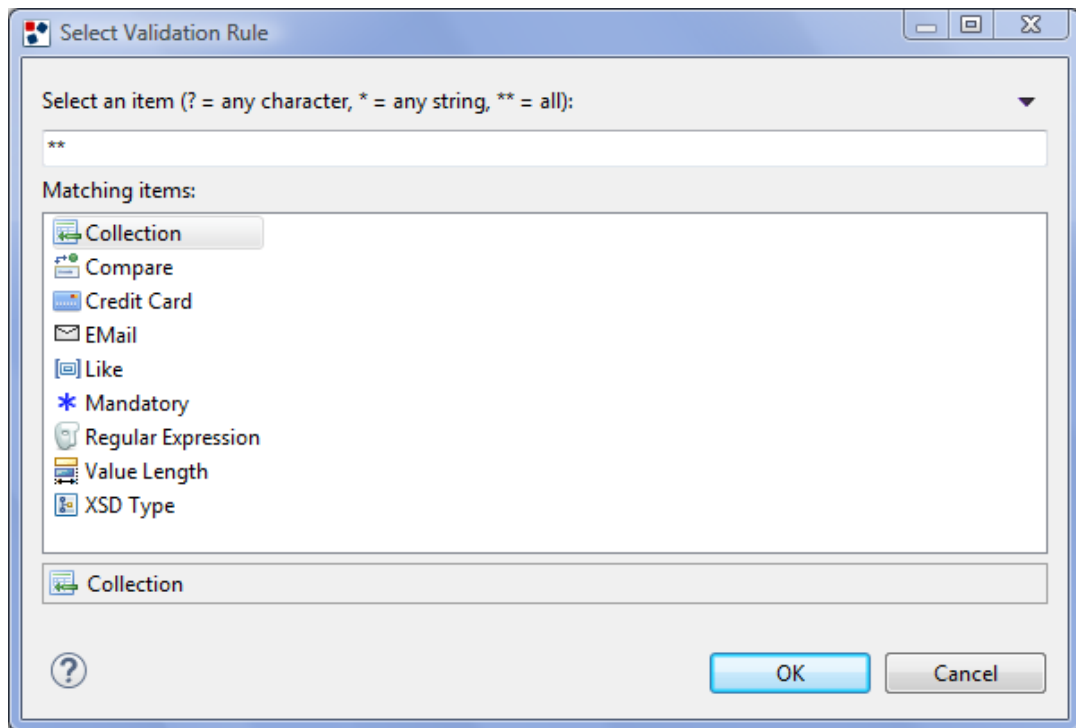 Select Validation Rule
Select an item (? = any character, * = any string, ** = all):
**
Matching items:
Collection
Compare
Credit Card
EMail
Like
Mandatory
Regular Expression
Value Length
XSD Type
Collection
?
OK
Cancel